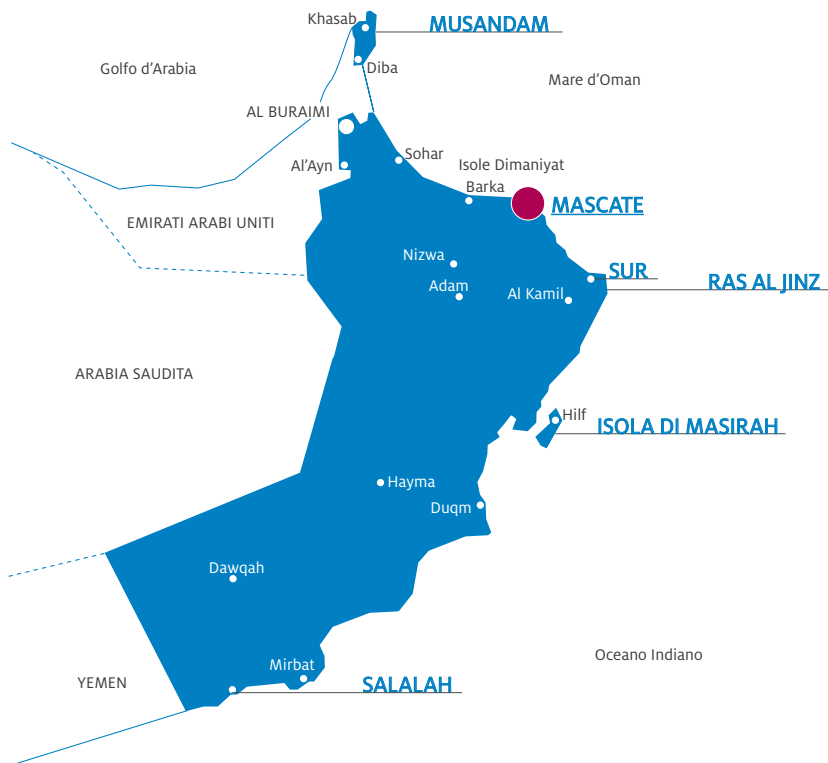 Khasab
MUSANDAM
Golfo d’Arabia
Diba
Mare d’Oman
AL BURAIMI
Sohar
Al’Ayn
Isole Dimaniyat
Barka
MASCATE
EMIRATI ARABI UNITI
Nizwa
SUR
Adam
Al Kamil
RAS AL JINZ
ARABIA SAUDITA
Hilf
ISOLA DI MASIRAH
Hayma
Duqm
Dawqah
Oceano Indiano
Mirbat
YEMEN
SALALAH